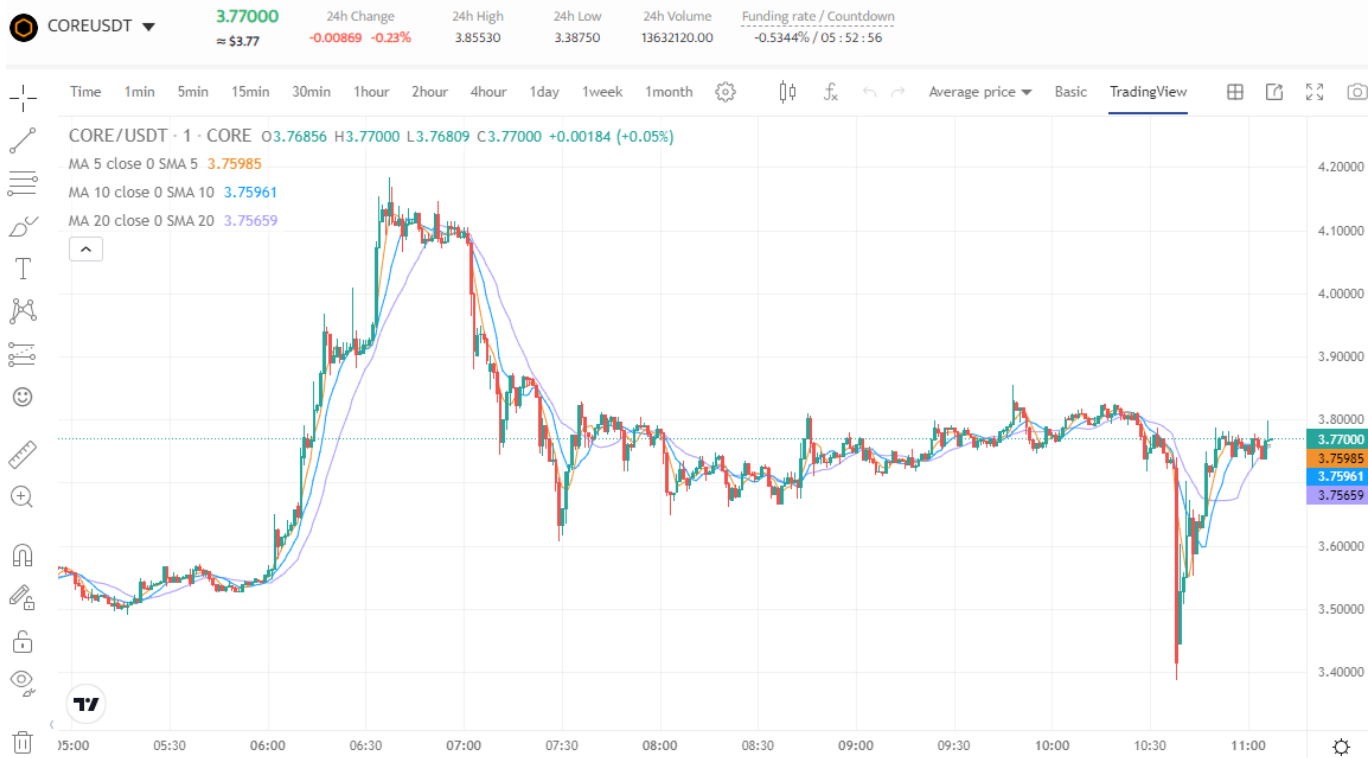 COREUSDT
3.77000
≈ $3.77
24h Change
-0.00869 -0.23%
24h High
3.85530
24h Low
3.38750
24h Volume
13632120.00
Funding rate / Countdown
-0.5344% / 05 : 52 : 56
Time 1min 5min 15min 30min 1hour 2hour 4hour 1day 1week 1month Average price Basic TradingView
CORE/USDT · 1 · CORE O3.76856 H3.77000 L3.76809 C3.77000 +0.00184 (+0.05%)
MA 5 close 0 SMA 5 3.75985
MA 10 close 0 SMA 10 3.75961
MA 20 close 0 SMA 20 3.75659
4.20000
4.10000
4.00000
3.90000
3.80000
3.77000
3.75985
3.75961
3.75659
3.60000
3.50000
3.40000
05:00 05:30 06:00 06:30 07:00 07:30 08:00 08:30 09:00 09:30 10:00 10:30 11:00